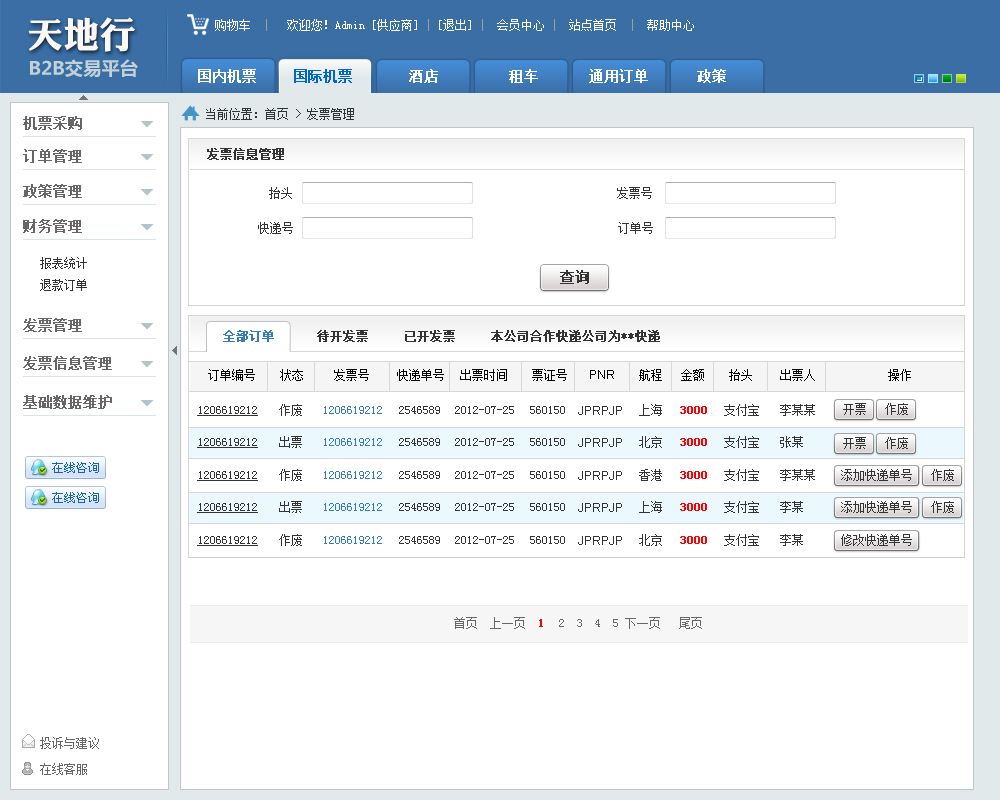 天地行
B2B交易平台
购物车 | 欢迎您! Admin [供应商] | [退出] | 会员中心 | 站点首页 | 帮助中心
国内机票 国际机票 酒店 租车 通用订单 政策
当前位置: 首页 > 发票管理
机票采购
订单管理
政策管理
财务管理
报表统计
退款订单
发票管理
发票信息管理
基础数据维护
在线咨询
在线咨询
投诉与建议
在线客服
发票信息管理
抬头 发票号
快递号 订单号
查询
全部订单 待开发票 已开发票 本公司合作快递公司为**快递
订单编号 状态 发票号 快递单号 出票时间 票证号 PNR 航程 金额 抬头 出票人 操作
1206619212 作废 1206619212 2546589 2012-07-25 560150 JPRPJP 上海 3000 支付宝 李某某 开票 作废
1206619212 出票 1206619212 2546589 2012-07-25 560150 JPRPJP 北京 3000 支付宝 张某 开票 作废
1206619212 作废 1206619212 2546589 2012-07-25 560150 JPRPJP 香港 3000 支付宝 李某某 添加快递单号 作废
1206619212 出票 1206619212 2546589 2012-07-25 560150 JPRPJP 上海 3000 支付宝 李某 添加快递单号 作废
1206619212 作废 1206619212 2546589 2012-07-25 560150 JPRPJP 北京 3000 支付宝 李某 修改快递单号
首页 上一页 1 2 3 4 5 下一页 尾页